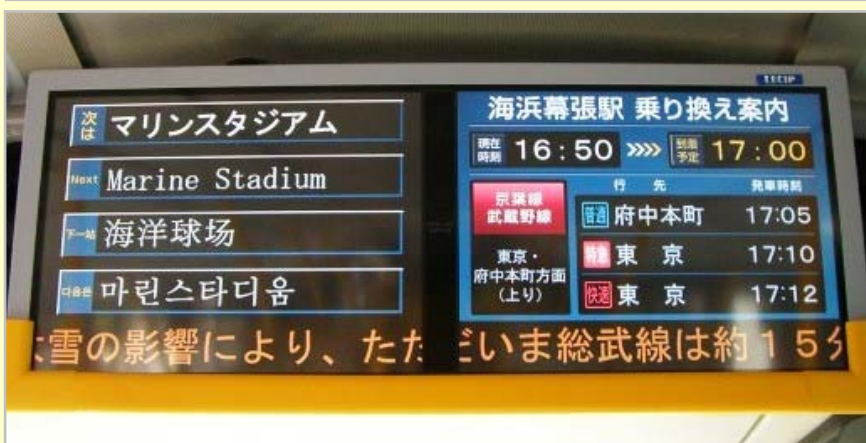 次は マリンスタジアム
Next Marine Stadium
下一站 海洋球场
다음은 마린스타디움
海浜幕張駅 乗り換え案内
現在時刻 16:50 >>>> 到着予定 17:00
行先 発車時刻
京葉線
武蔵野線
東京・
府中本町方面
(上り)
普通 府中本町 17:05
特急 東京 17:10
快速 東京 17:12
雪の影響により、ただ
だいま総武線は約15分